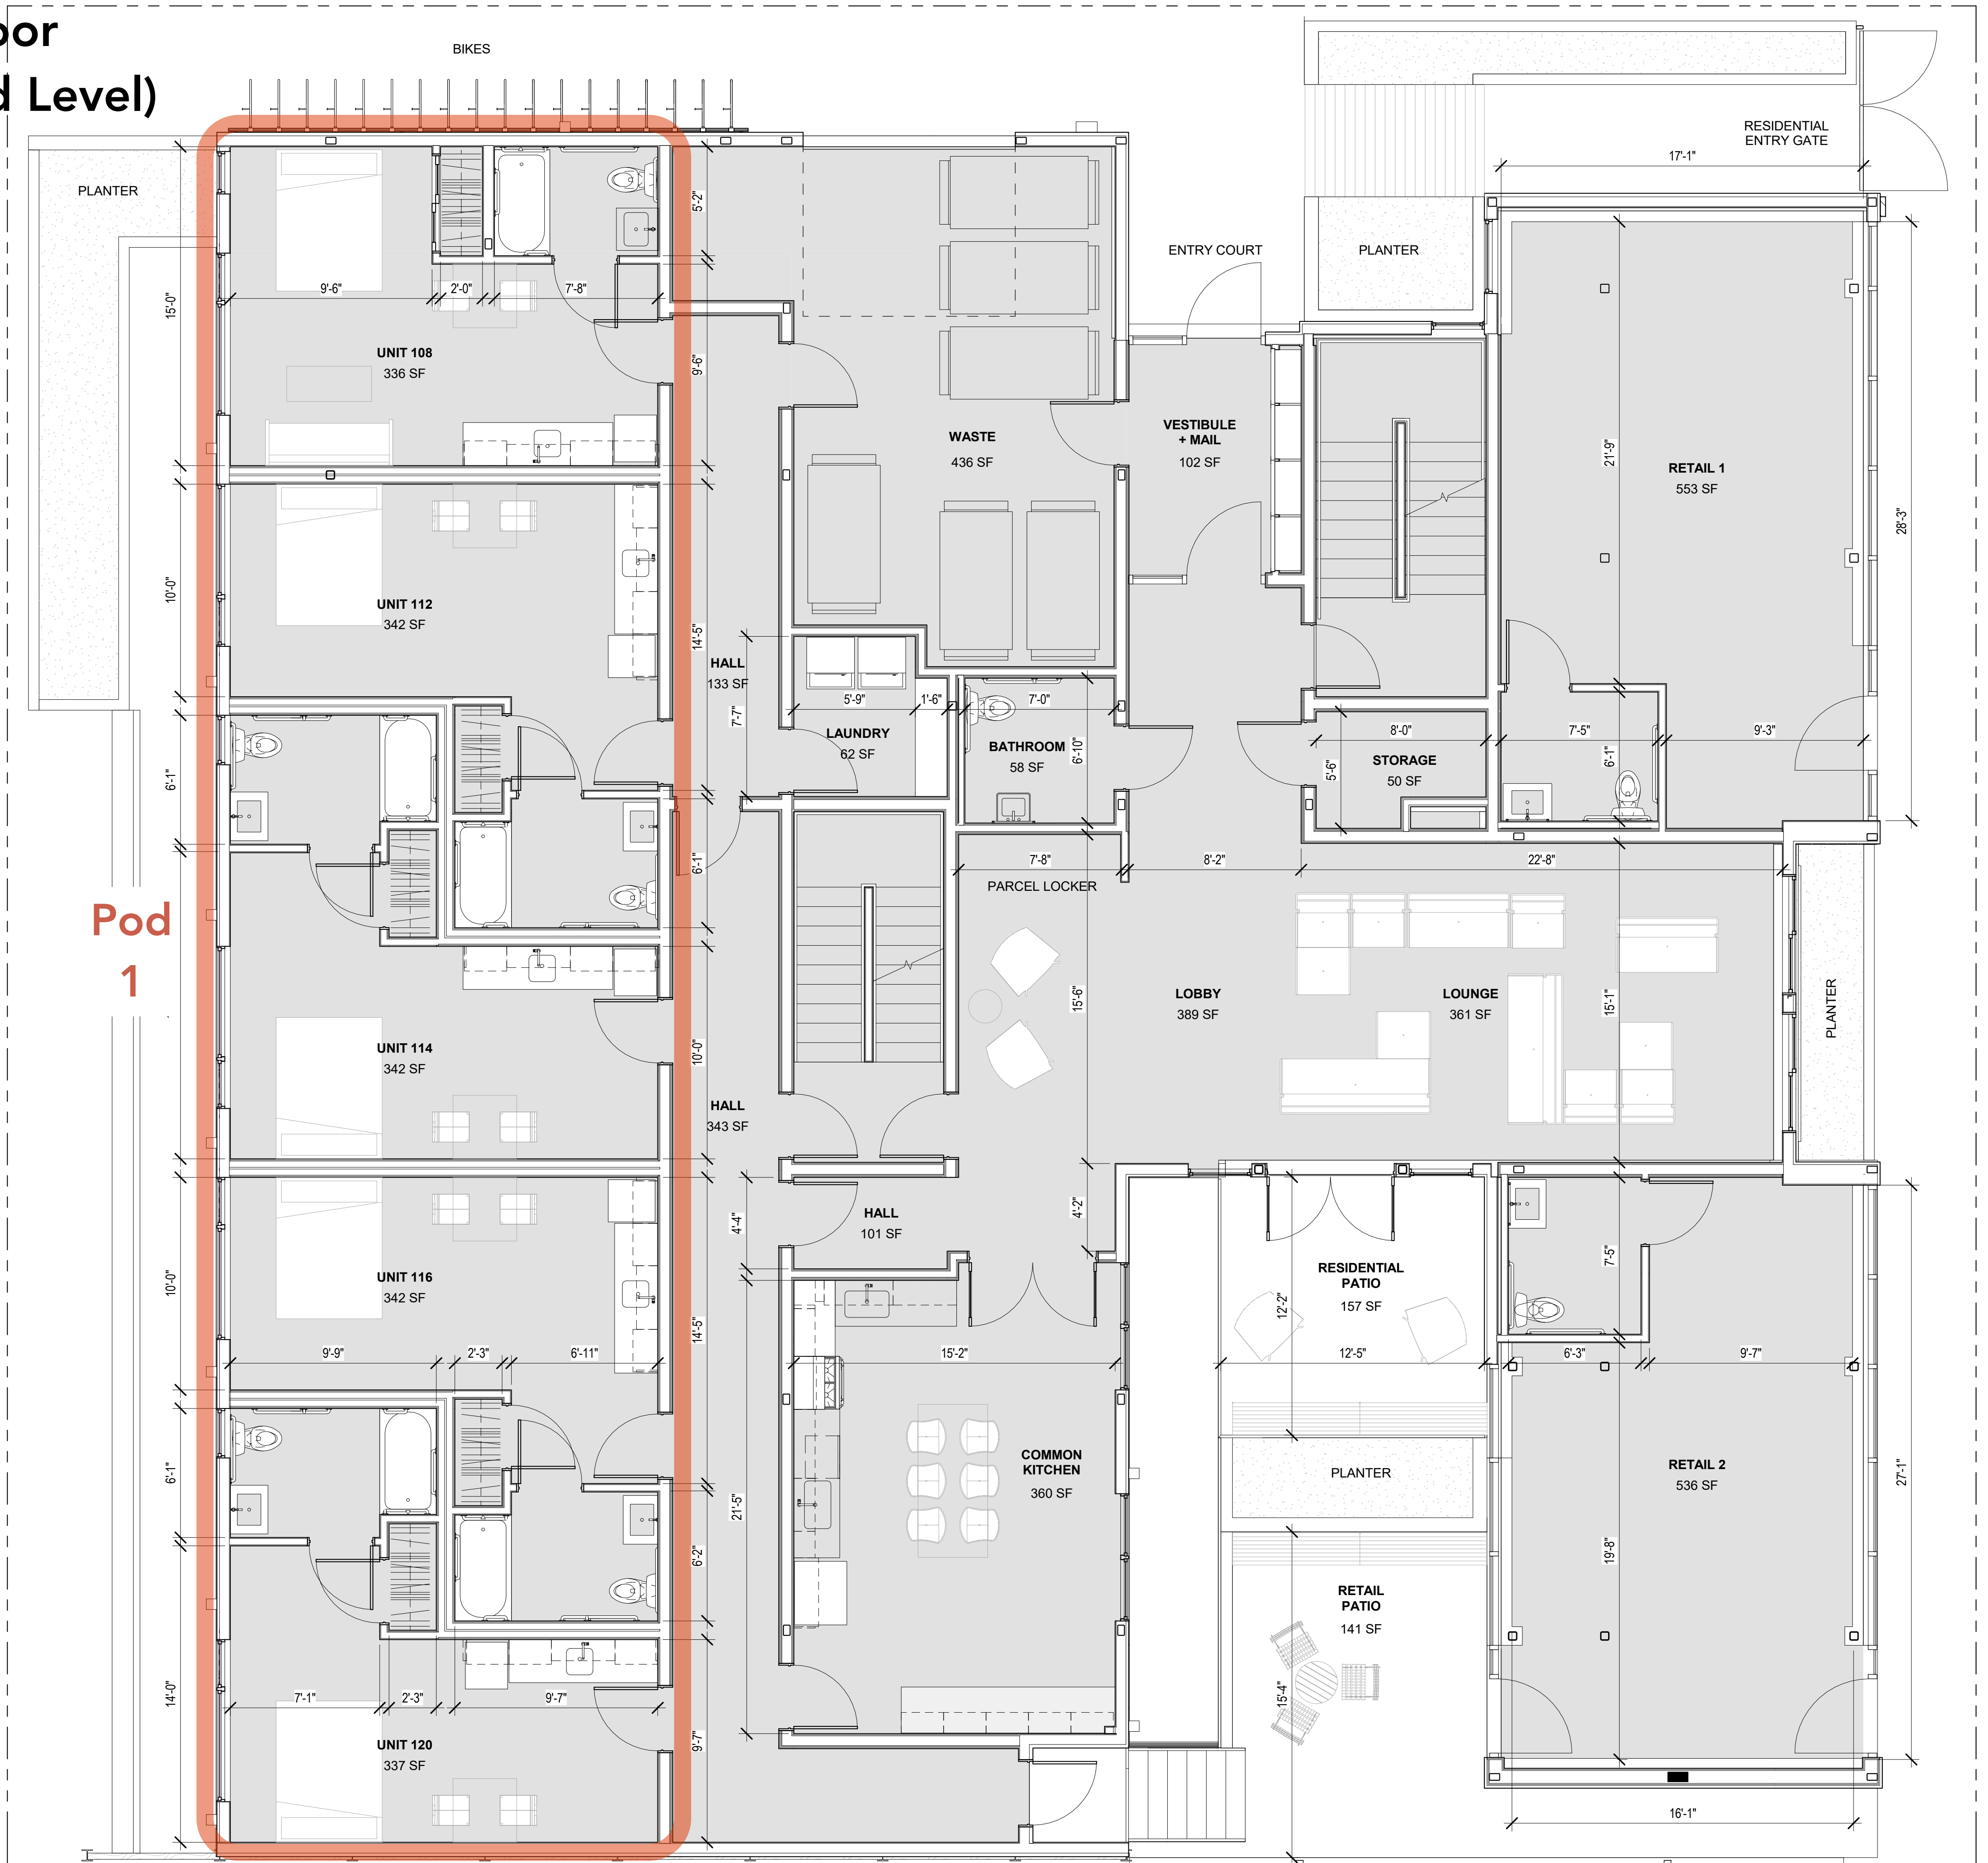 oor
d Level)
BIKES
PLANTER
RESIDENTIAL
ENTRY GATE
17'-1"
5'-2"
ENTRY COURT
PLANTER
9'-6"
2'-0"
7'-8"
15'-0"
UNIT 108
336 SF
9'-6"
WASTE
436 SF
VESTIBULE
+ MAIL
102 SF
21'-9"
RETAIL 1
553 SF
28'-3"
10'-0"
UNIT 112
342 SF
14'-5"
HALL
133 SF
7'-7"
5'-9"
1'-6"
7'-0"
LAUNDRY
62 SF
BATHROOM
58 SF
6'-10"
8'-0"
STORAGE
50 SF
5'-6"
7'-5"
9'-3"
6'-1"
6'-1"
6'-1"
7'-8"
8'-2"
22'-8"
PARCEL LOCKER
Pod
1
15'-6"
LOBBY
389 SF
LOUNGE
361 SF
15'-1"
PLANTER
UNIT 114
342 SF
10'-0"
HALL
343 SF
4'-4"
HALL
101 SF
4'-2"
10'-0"
UNIT 116
342 SF
RESIDENTIAL
PATIO
157 SF
12'-2"
7'-5"
14'-5"
9'-9"
2'-3"
6'-11"
15'-2"
12'-5"
6'-3"
9'-7"
COMMON
KITCHEN
360 SF
PLANTER
RETAIL 2
536 SF
27'-1"
6'-1"
21'-5"
6'-2"
19'-8"
RETAIL
PATIO
141 SF
14'-0"
7'-1"
2'-3"
9'-7"
15'-4"
UNIT 120
337 SF
9'-7"
16'-1"